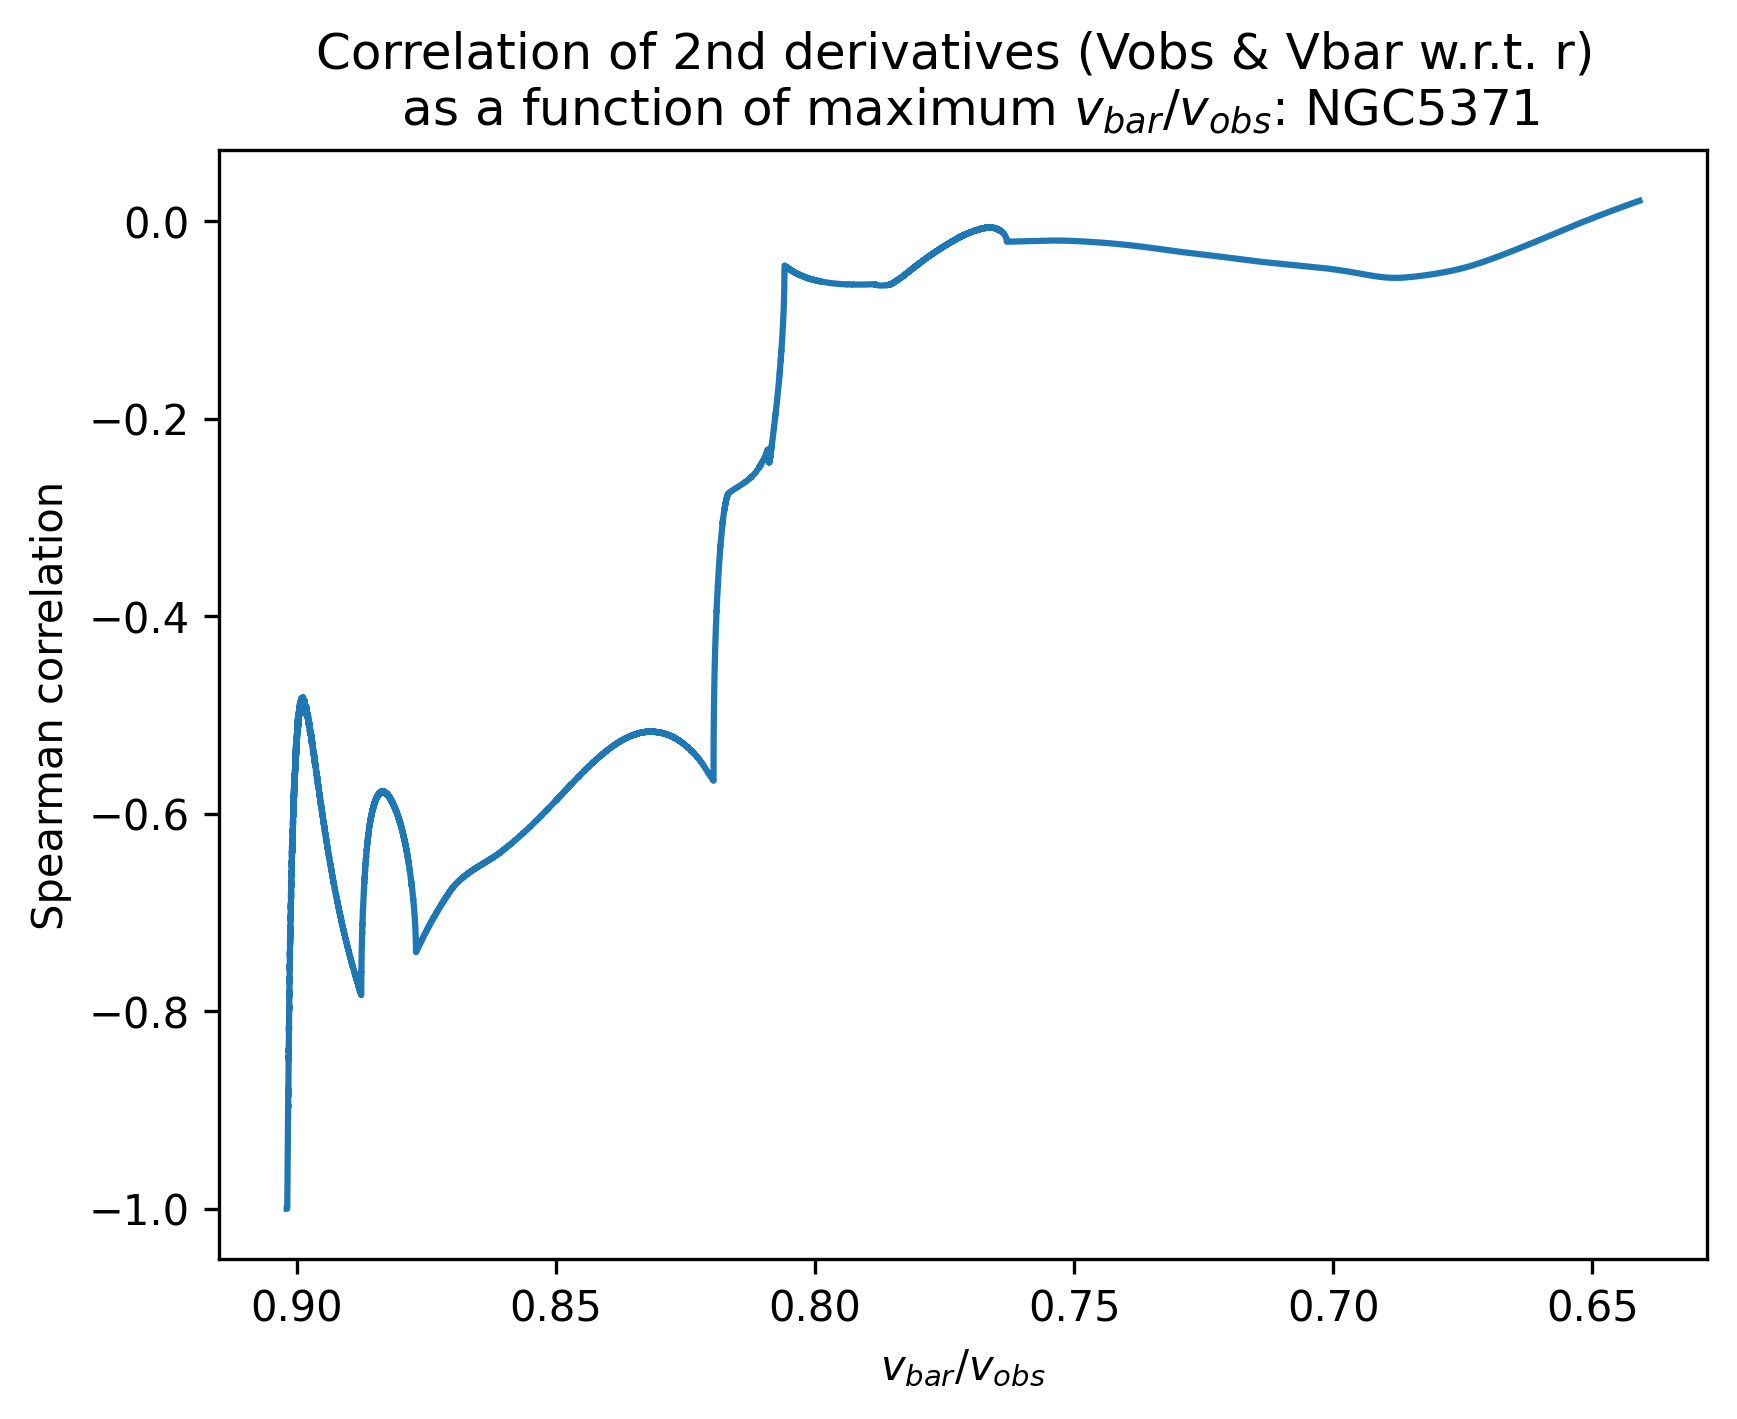 Correlation of 2nd derivatives (Vobs & Vbar w.r.t. r)
as a function of maximum v_bar/v_obs: NGC5371
0.0
−0.2
−0.4
−0.6
−0.8
−1.0
Spearman correlation
0.90 0.85 0.80 0.75 0.70 0.65
v_bar/v_obs